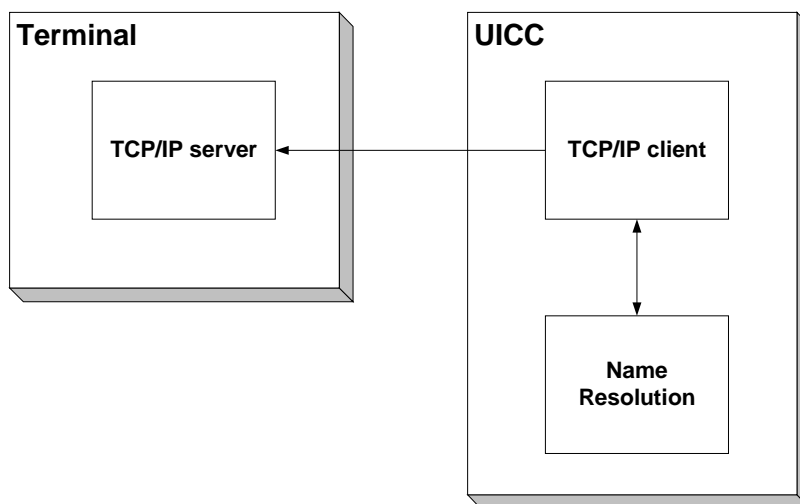 Terminal
TCP/IP server
UICC
TCP/IP client
Name
Resolution